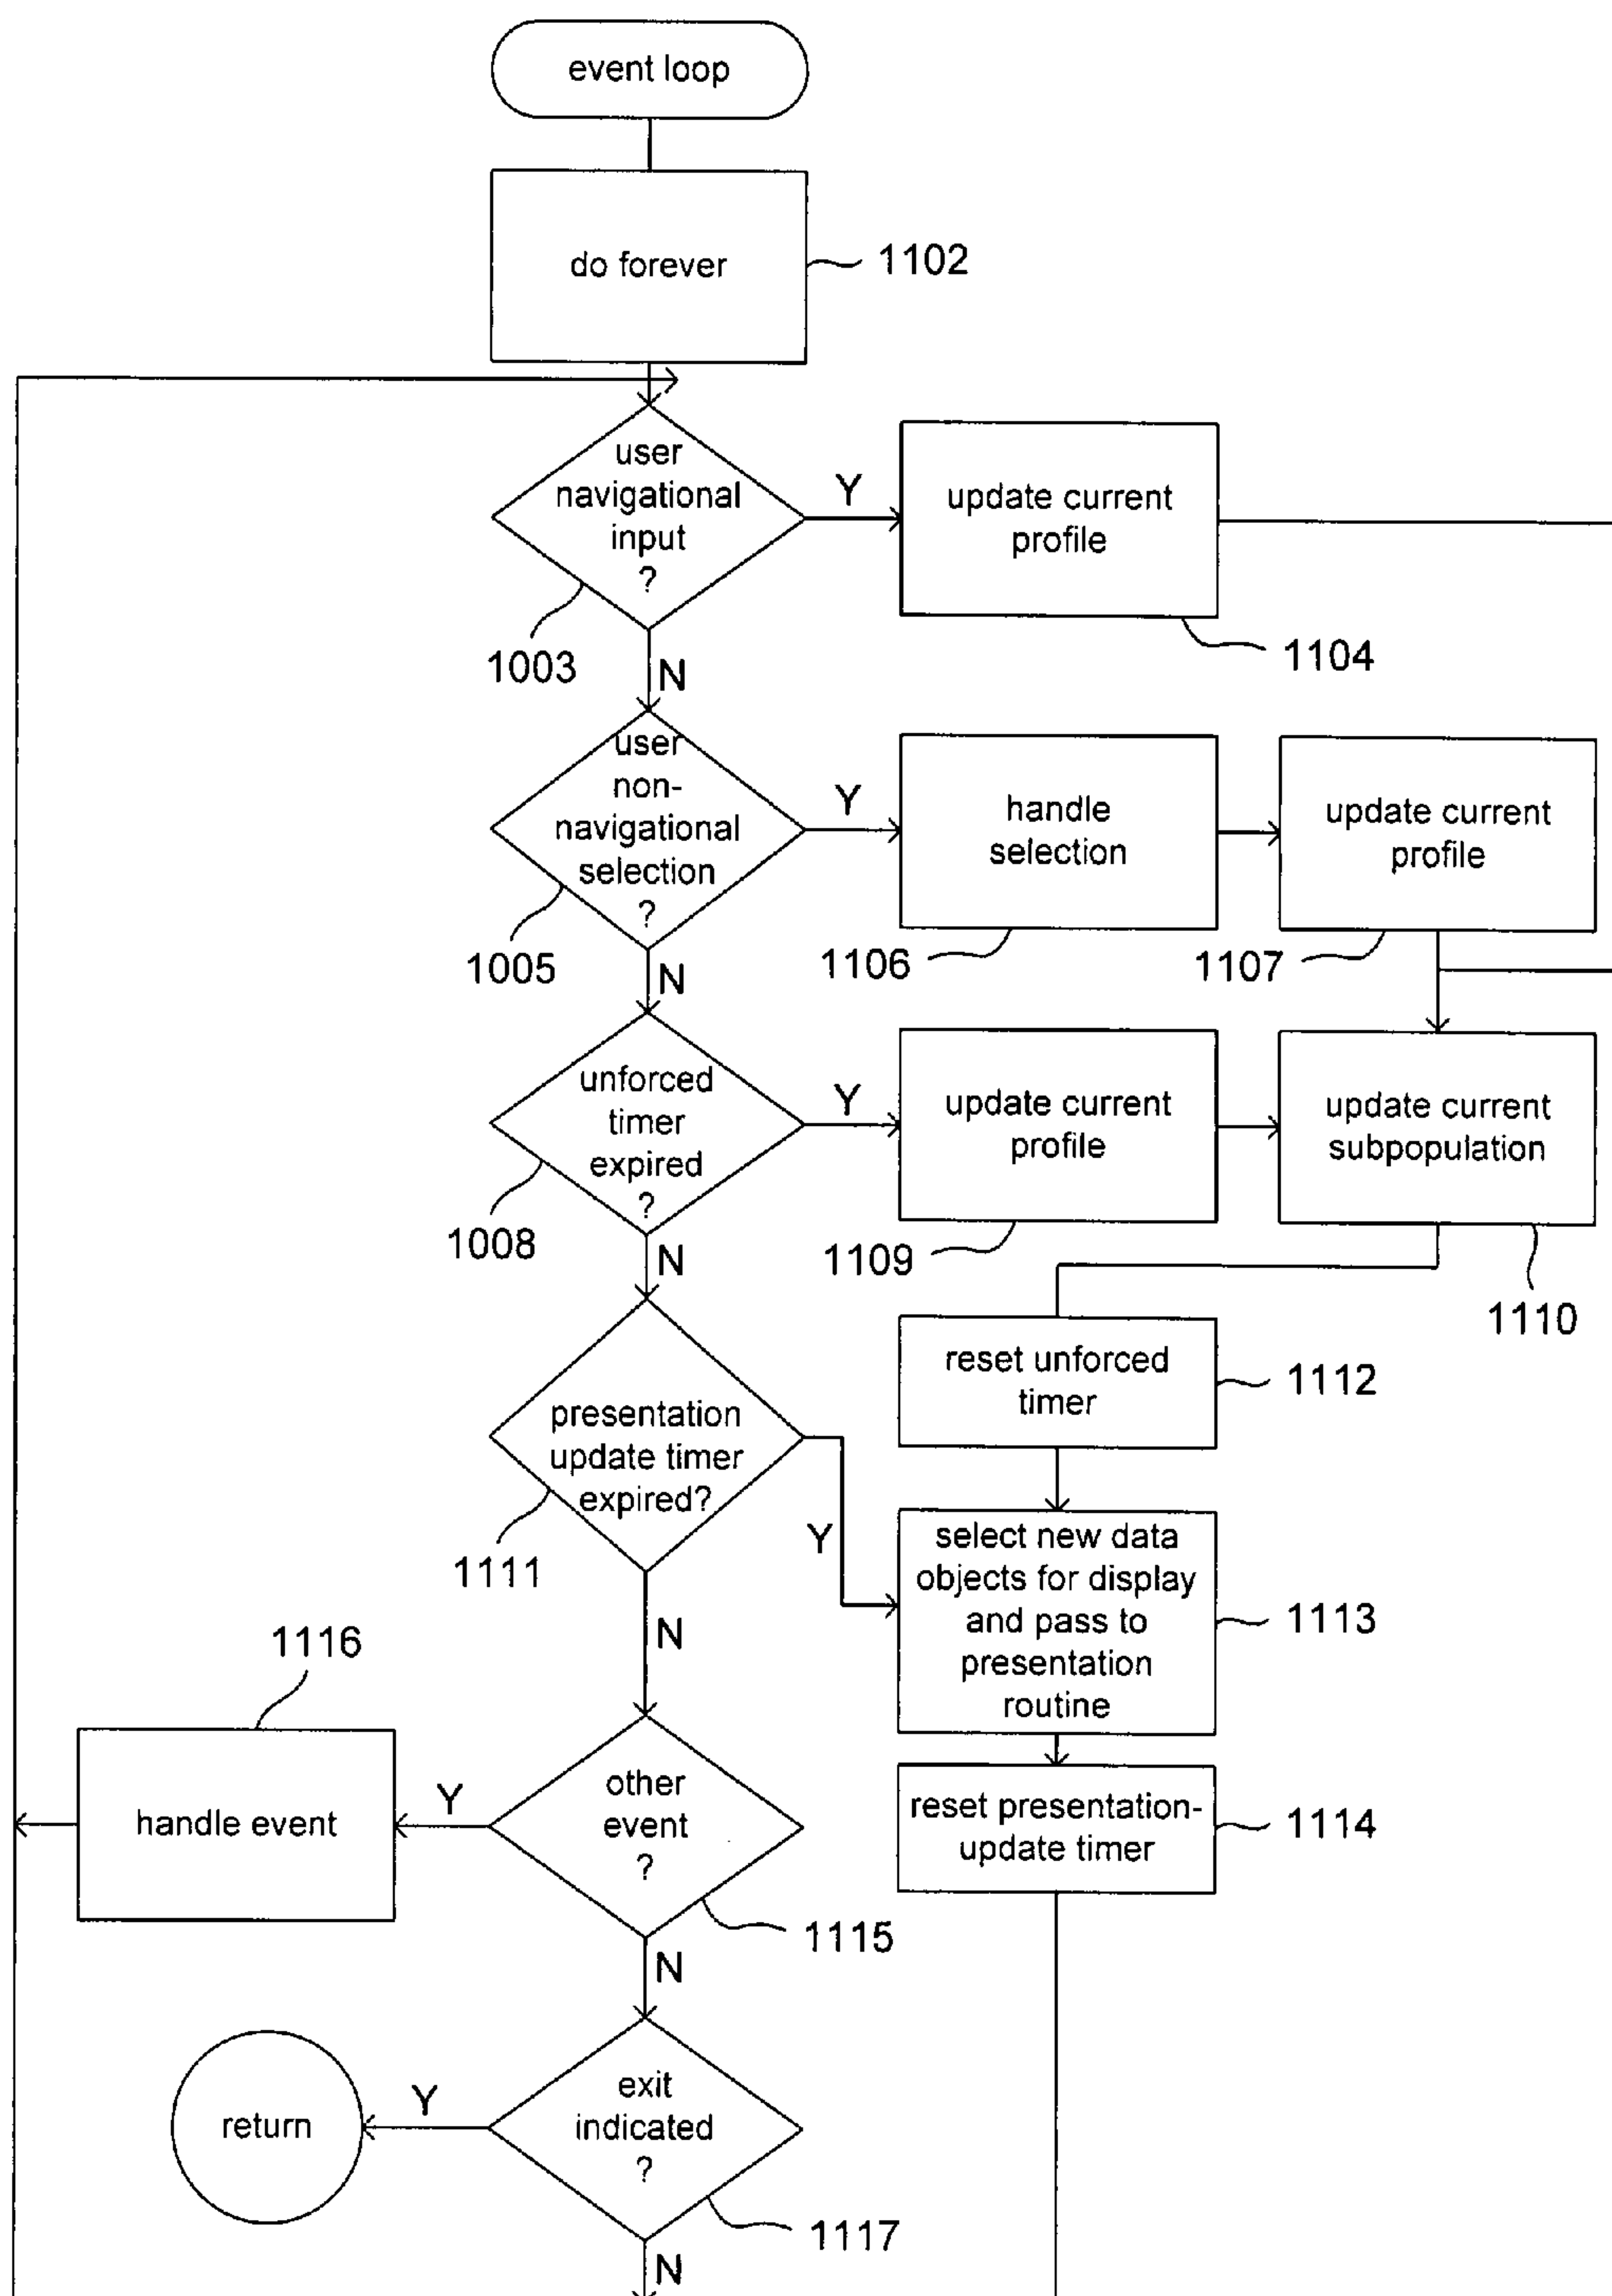 event loop
do forever
1102
user
navigational
input
?
Y
update current
profile
1003
N
1104
user
non-
navigational
selection
?
Y
handle
selection
update current
profile
1005
N
1106
1107
unforced
timer
expired
?
Y
update current
profile
update current
subpopulation
1008
N
1109
1110
reset unforced
timer
1112
presentation
update timer
expired?
Y
1111
N
select new data
objects for display
and pass to
presentation
routine
1113
1116
handle event
Y
other
event
?
reset presentation-
update timer
1114
1115
N
return
Y
exit
indicated
?
1117
N